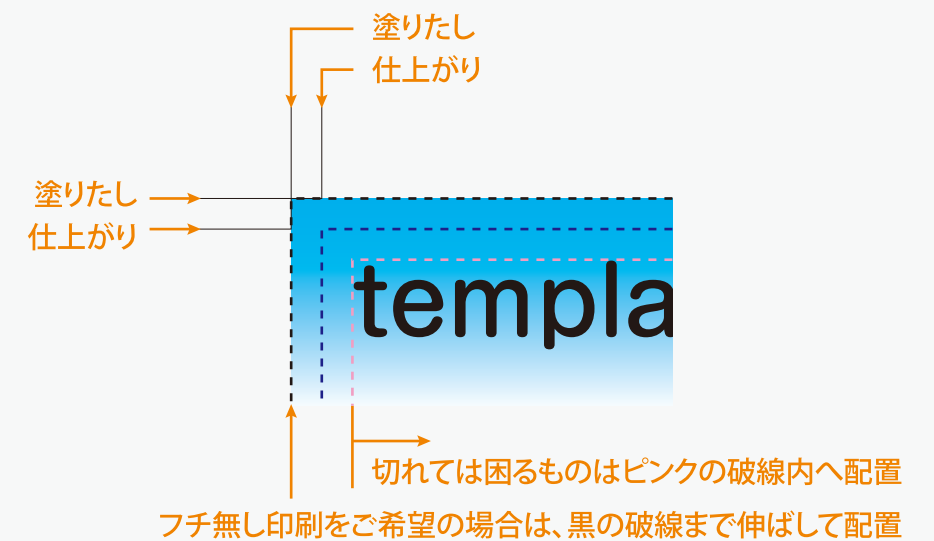 塗りたし
仕上がり
塗りたし
仕上がり
templa
切れては困るものはピンクの破線内へ配置
フチ無し印刷をご希望の場合は、黒の破線まで伸ばして配置